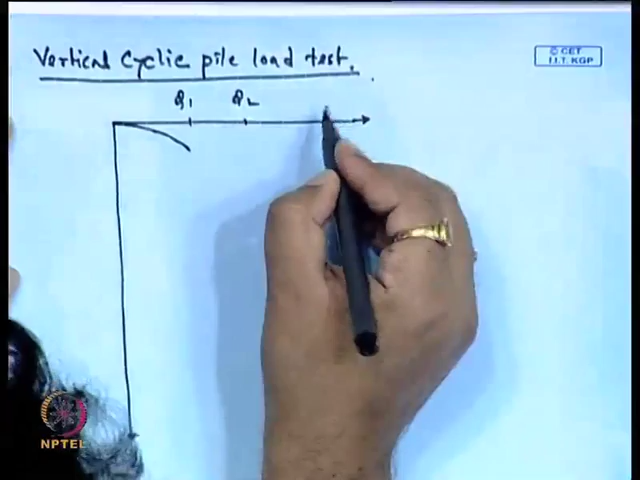 Vertical Cyclic pile load test.
© CET
I.I.T. KGP
Q1 Q2
NPTEL